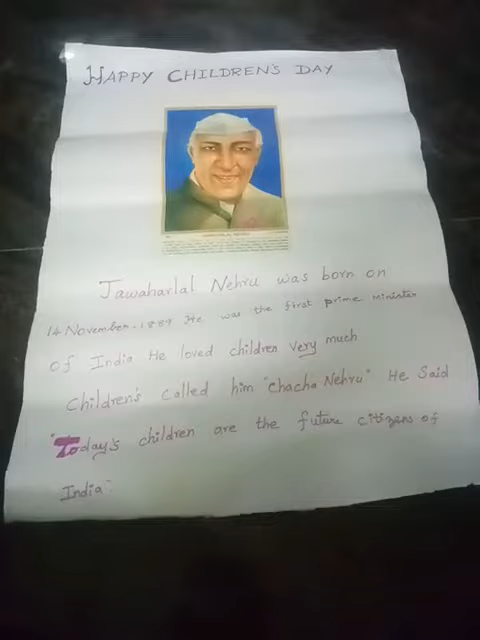 HAPPY CHILDREN'S DAY
Jawaharlal Nehru was born on
14 November-1889 He was the first prime minister
of India He loved children very much
Children's called him "Chacha Nehru" He Said
"Today's children are the future citizens of
India"